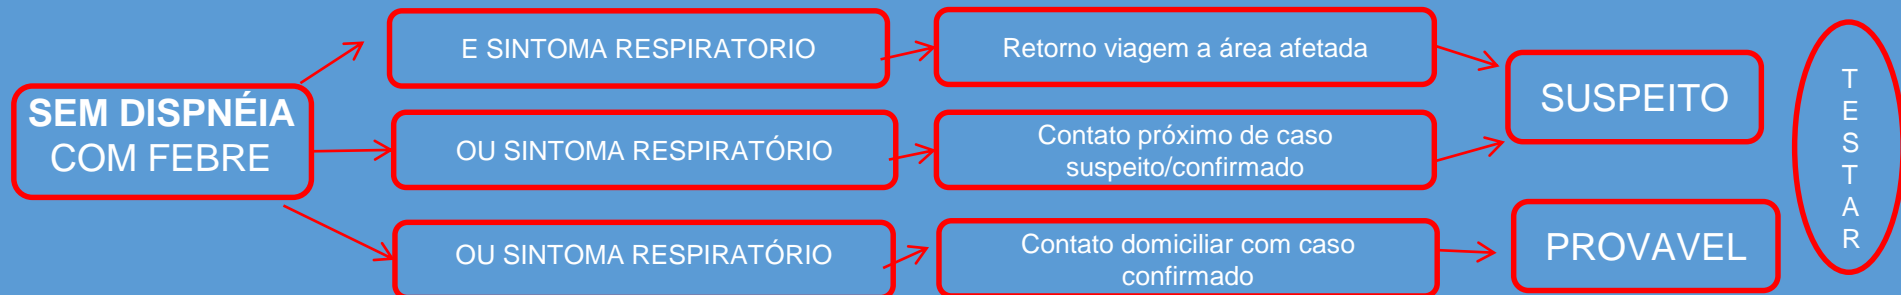 SEM DISPNÉIA
COM FEBRE
E SINTOMA RESPIRATORIO
Retorno viagem a área afetada
OU SINTOMA RESPIRATÓRIO
Contato próximo de caso
suspeito/confirmado
SUSPEITO
OU SINTOMA RESPIRATÓRIO
Contato domiciliar com caso
confirmado
PROVAVEL
T
E
S
T
A
R